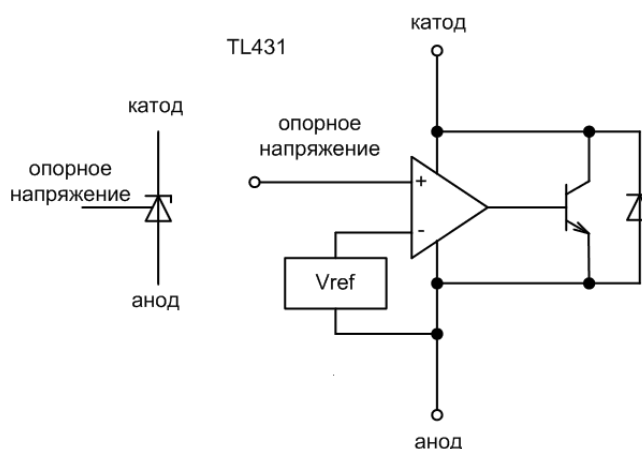 TL431
катод
опорное
напряжение
анод
катод
опорное
напряжение
+
-
Vref
анод